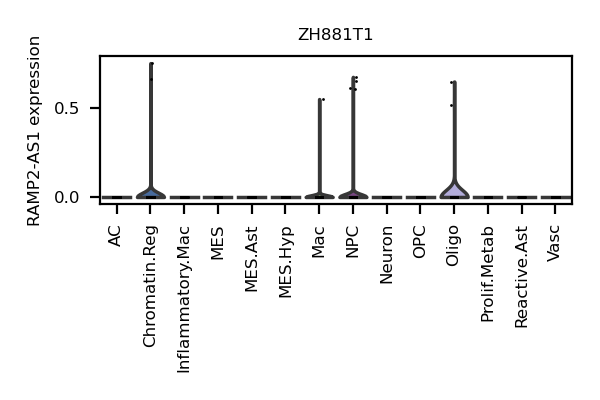 ZH881T1
RAMP2-AS1 expression
0.5
0.0
AC
Chromatin.Reg
Inflammatory.Mac
MES
MES.Ast
MES.Hyp
Mac
NPC
Neuron
OPC
Oligo
Prolif.Metab
Reactive.Ast
Vasc